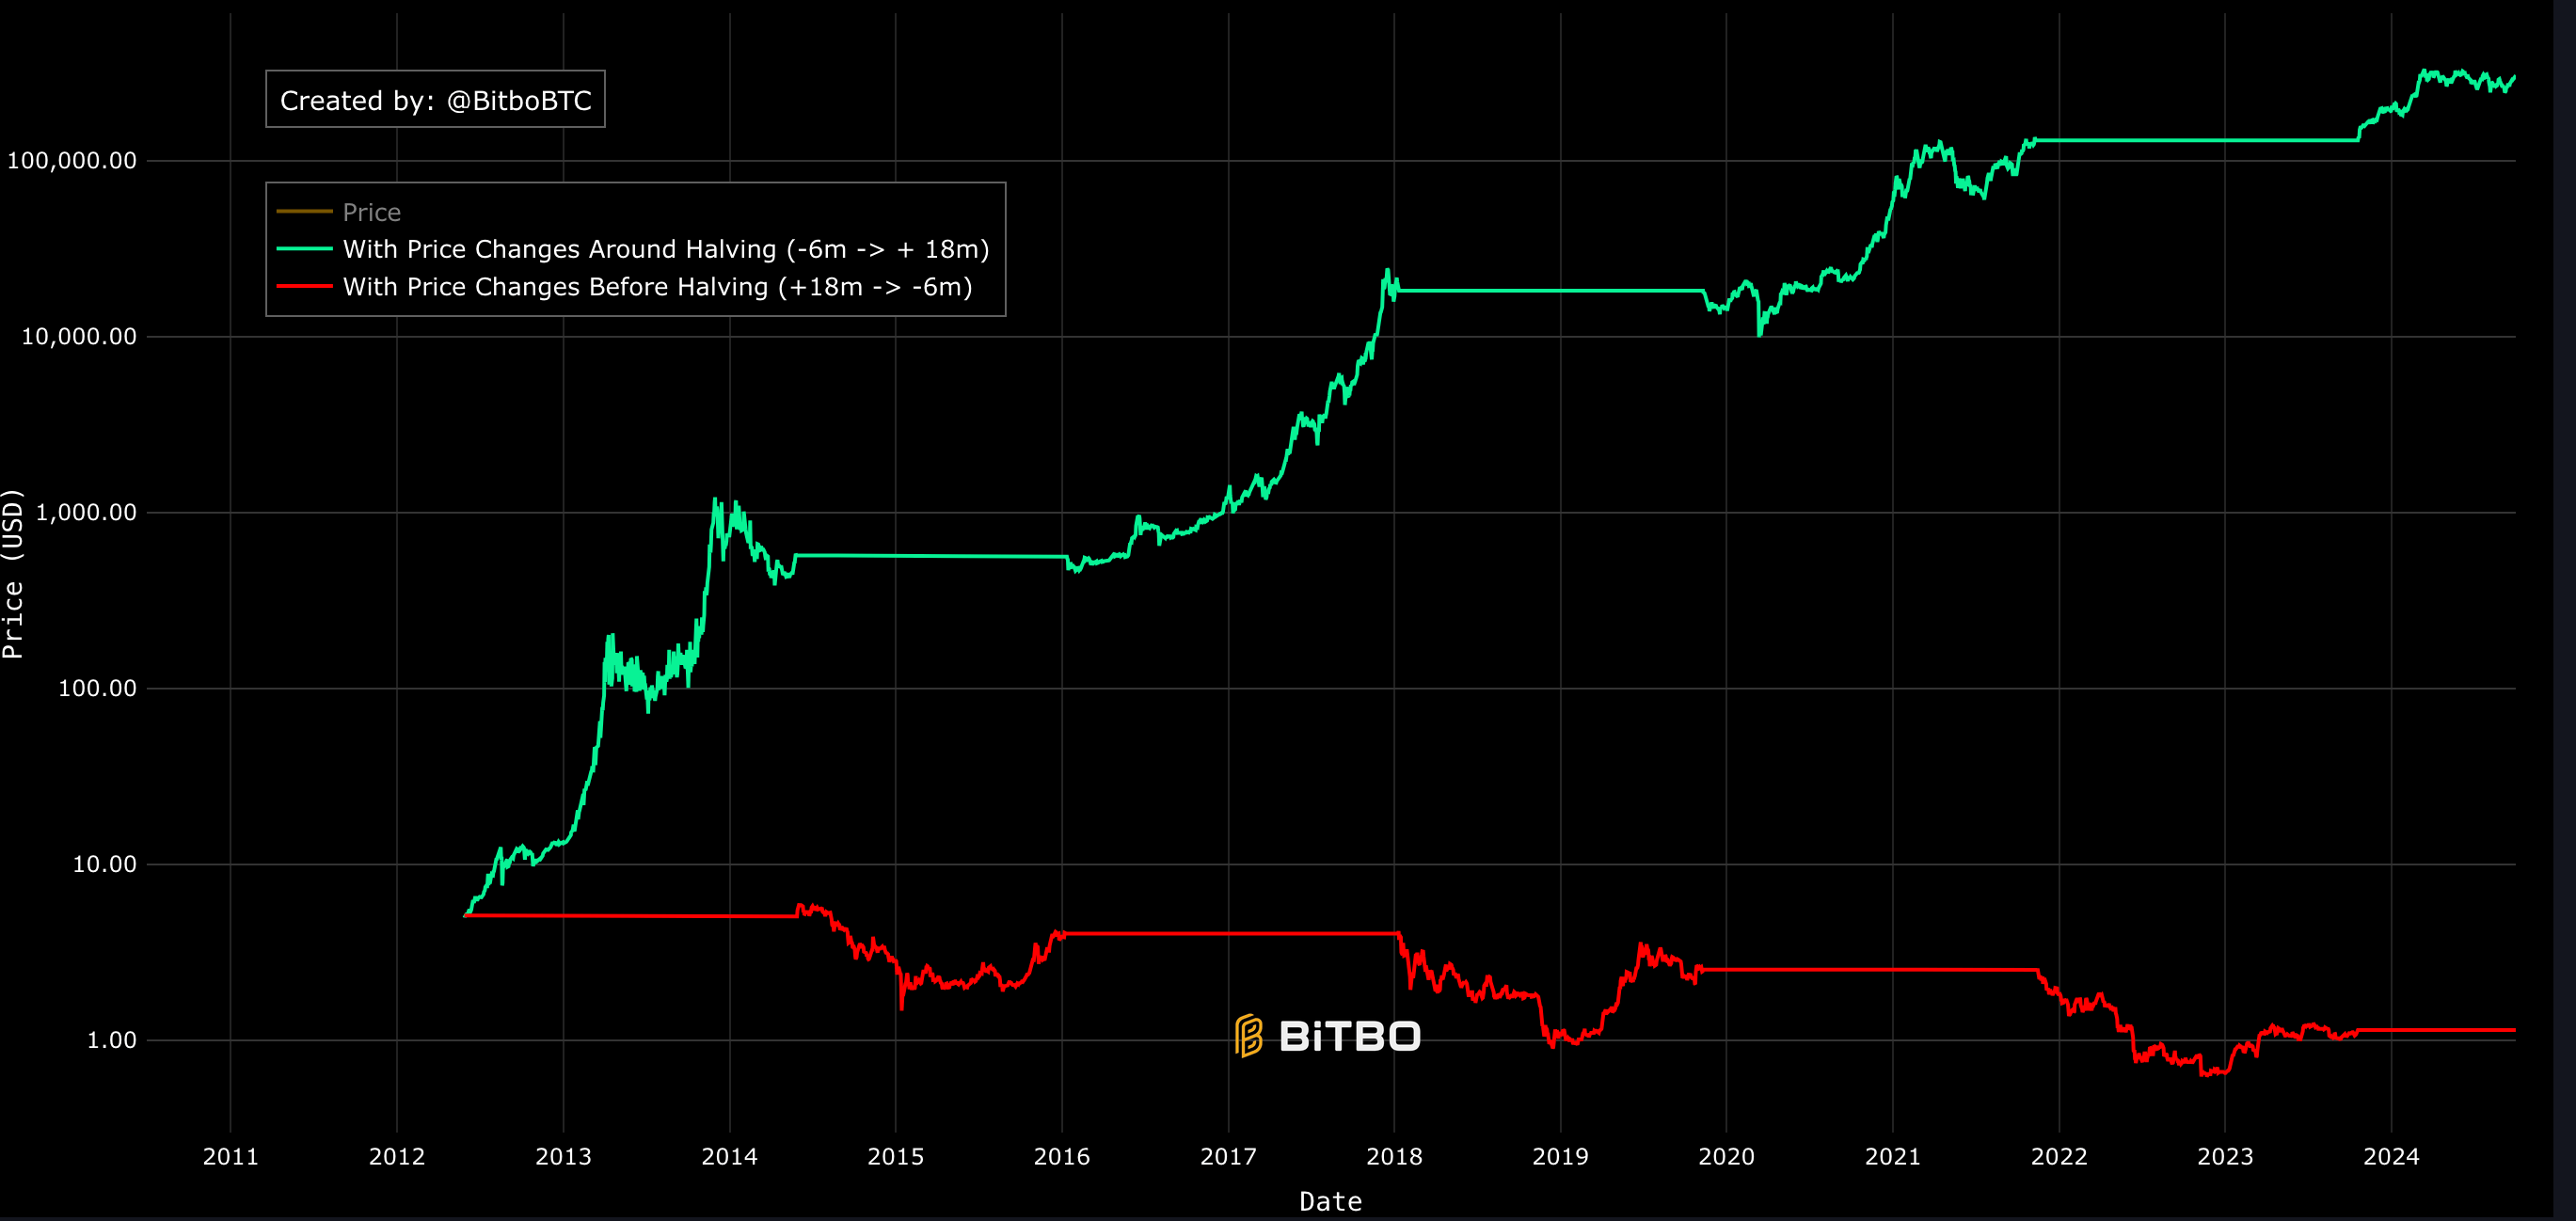 Created by: @BitboBTC
Price
With Price Changes Around Halving (-6m -> + 18m)
With Price Changes Before Halving (+18m -> -6m)
Price (USD)
100,000.00
10,000.00
1,000.00
100.00
10.00
1.00
BiTBO
2011 2012 2013 2014 2015 2016 2017 2018 2019 2020 2021 2022 2023 2024
Date